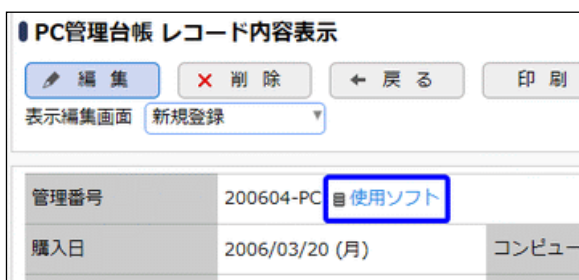 PC管理台帳 レコード内容表示
編 集 削 除 戻 る 印 刷
表示編集画面 新規登録
管理番号 200604-PC 使用ソフト
購入日 2006/03/20 (月) コンピュー